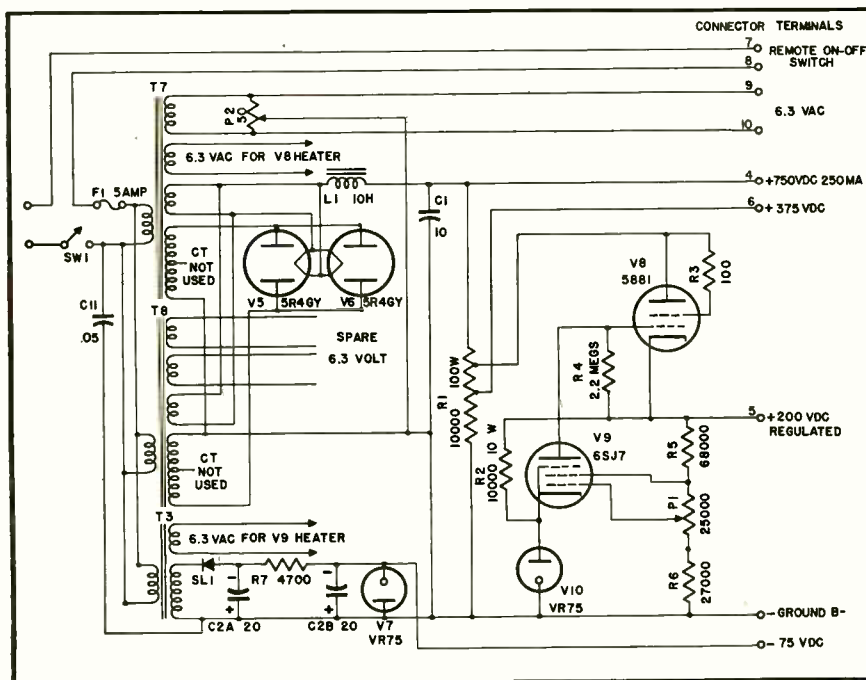 CONNECTOR TERMINALS
7
REMOTE ON-OFF
SWITCH
8
T7
9
P2
50
6.3 VAC
10
6.3 VAC FOR V8 HEATER
F1 5AMP
4
+750VDC 250MA
L1 10H
C1
10
6
+ 375 VDC
SW1
CT
NOT
USED
V5 5R4GY
V6 5R4GY
V8
5881
R3
100
C11
.05
T8
SPARE
6.3 VOLT
R1
10000 100W
R4
2.2 MEGS
5
+200 VDC
REGULATED
CT
NOT
USED
R2
10000 10 W
V9
6SJ7
R5
68000
P1
25000
T3
6.3 VAC FOR V9 HEATER
SL1
R7 4700
V10
VR75
R6
27000
C2A 20
C2B 20
V7
VR75
- GROUND B-
- 75 VDC